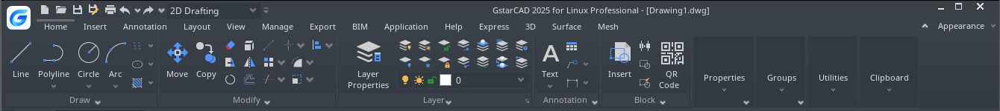 2D Drafting GstarCAD 2025 for Linux Professional - [Drawing1.dwg]
Home Insert Annotation Layout View Manage Export BIM Application Help Express 3D Surface Mesh Appearance
Line Polyline Circle Arc Move Copy Layer Properties 0 Text Insert QR Code Properties Groups Utilities Clipboard
Draw Modify Layer Annotation Block